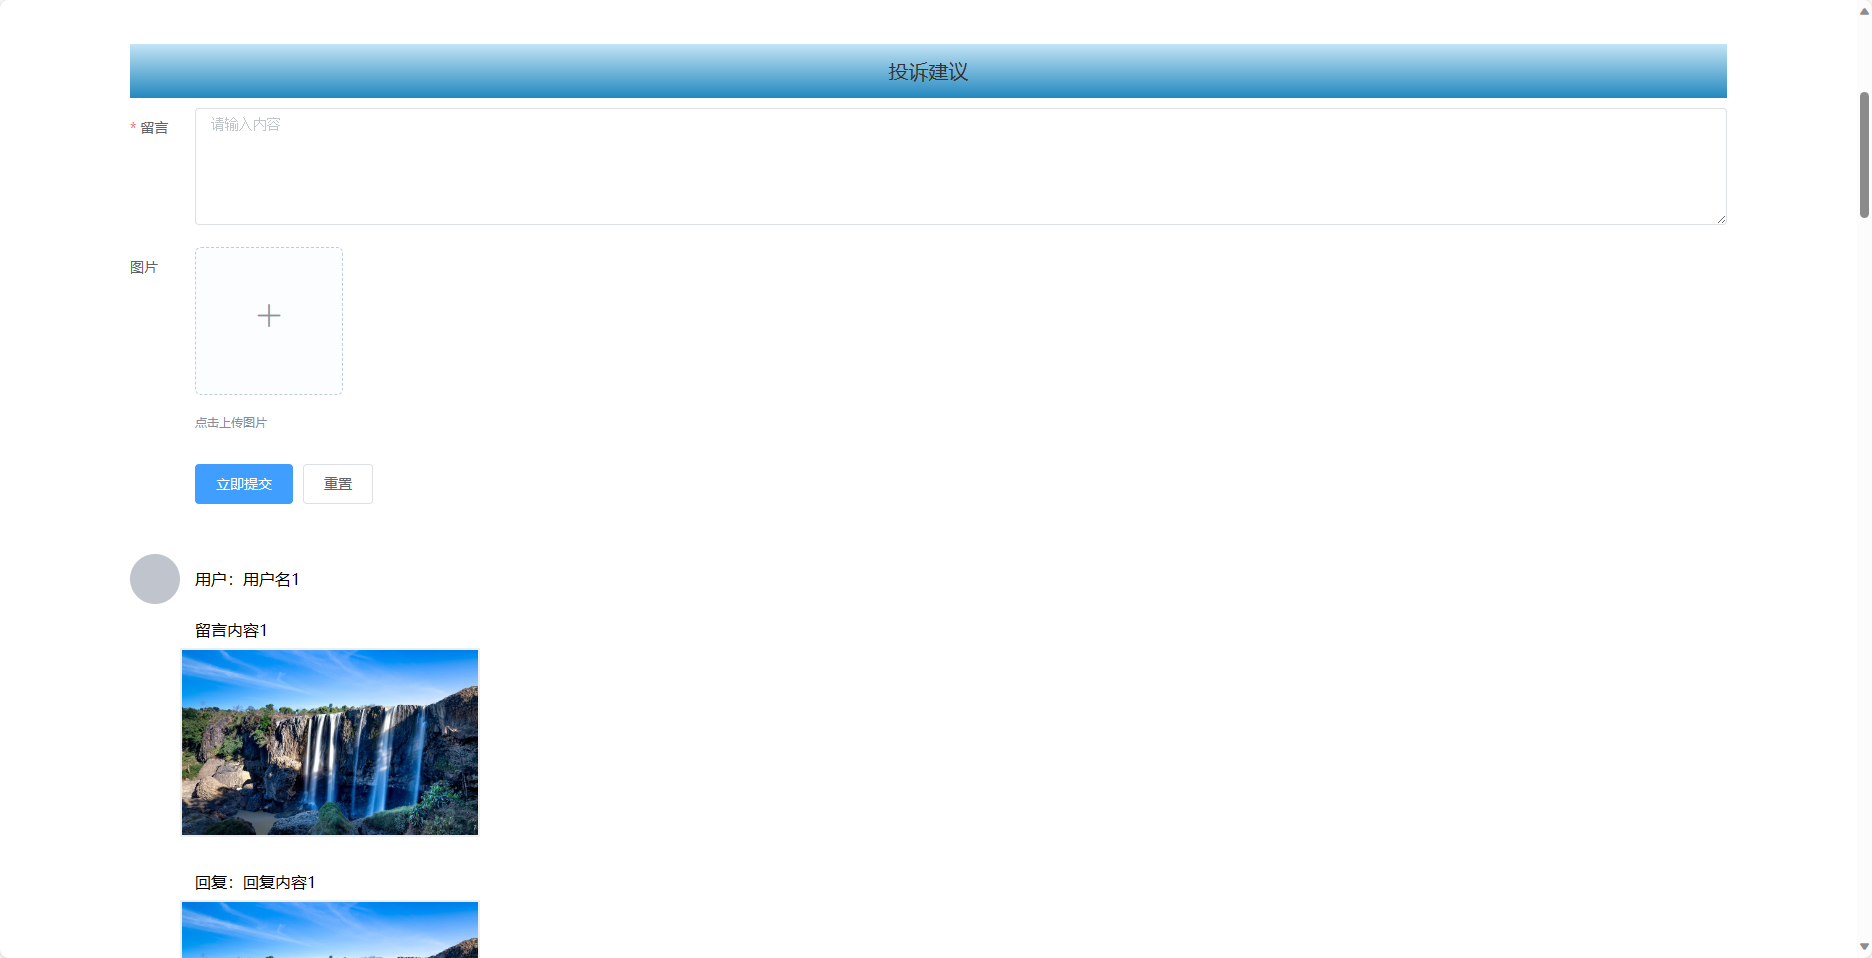 投诉建议
* 留言
请输入内容
图片
点击上传图片
立即提交 重置
用户：用户名1
留言内容1
回复：回复内容1